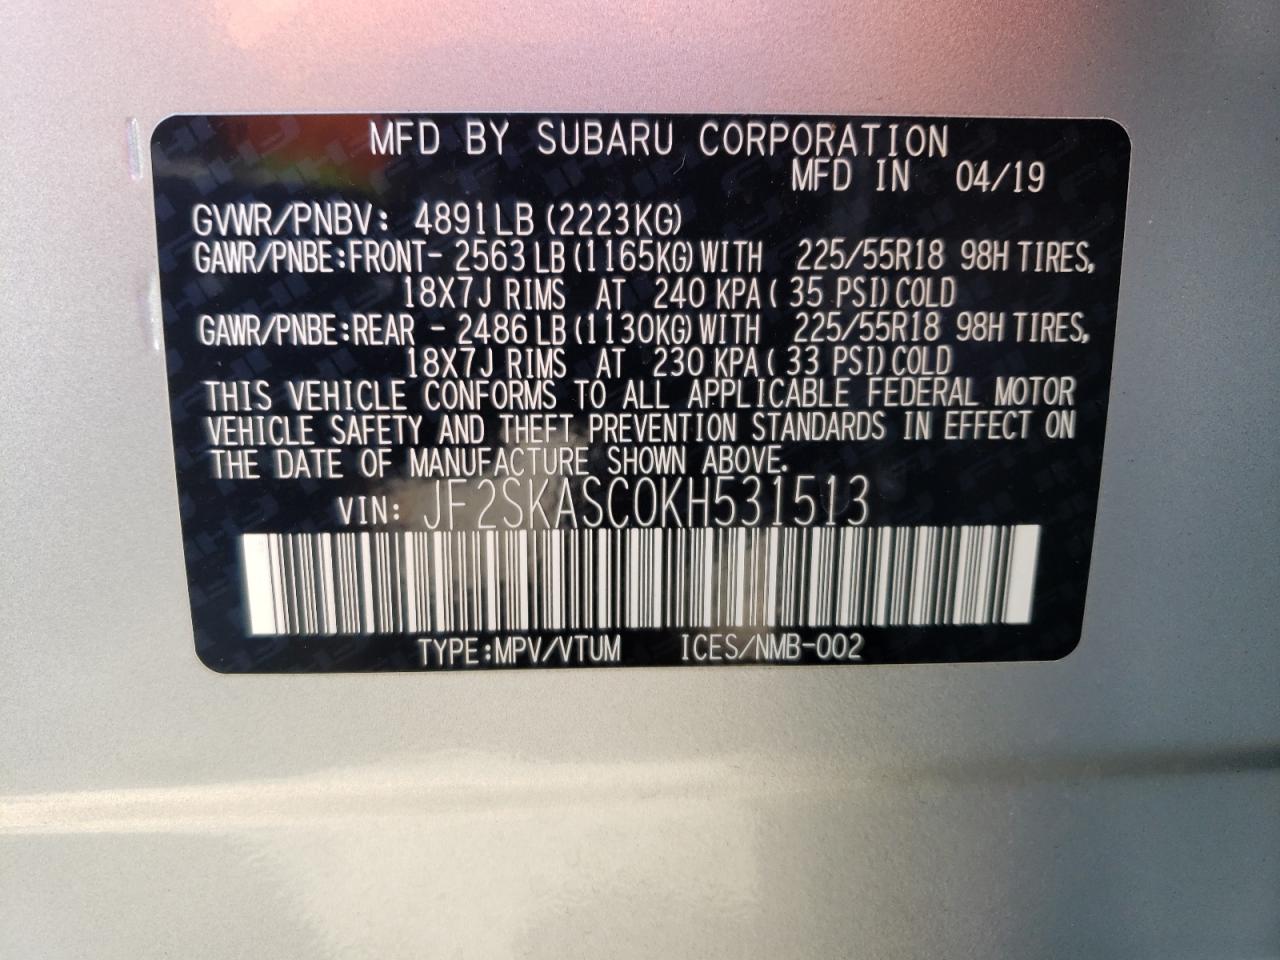 MFD BY SUBARU CORPORATION
MFD IN 04/19
GVWR/PNBV: 4891LB (2223KG)
GAWR/PNBE:FRONT- 2563 LB (1165KG) WITH 225/55R18 98H TIRES,
18X7J RIMS AT 240 KPA ( 35 PSI) COLD
GAWR/PNBE:REAR - 2486 LB (1130KG) WITH 225/55R18 98H TIRES,
18X7J RIMS AT 230 KPA ( 33 PSI) COLD
THIS VEHICLE CONFORMS TO ALL APPLICABLE FEDERAL MOTOR
VEHICLE SAFETY AND THEFT PREVENTION STANDARDS IN EFFECT ON
THE DATE OF MANUFACTURE SHOWN ABOVE.
VIN: JF2SKASC0KH531513
TYPE:MPV/VTUM ICES/NMB-002